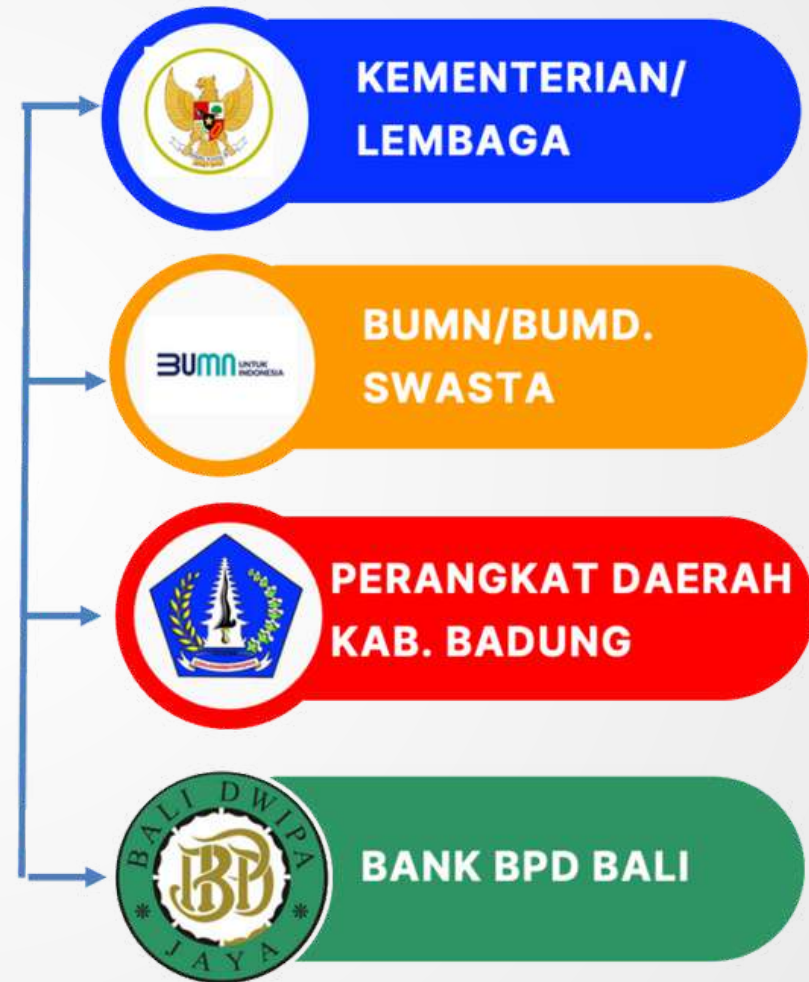 KEMENTERIAN/
LEMBAGA
BUMN UNTUK
INDONESIA
BUMN/BUMD.
SWASTA
PERANGKAT DAERAH
KAB. BADUNG
BALI DWIPA
JAYA
BPD
BANK BPD BALI